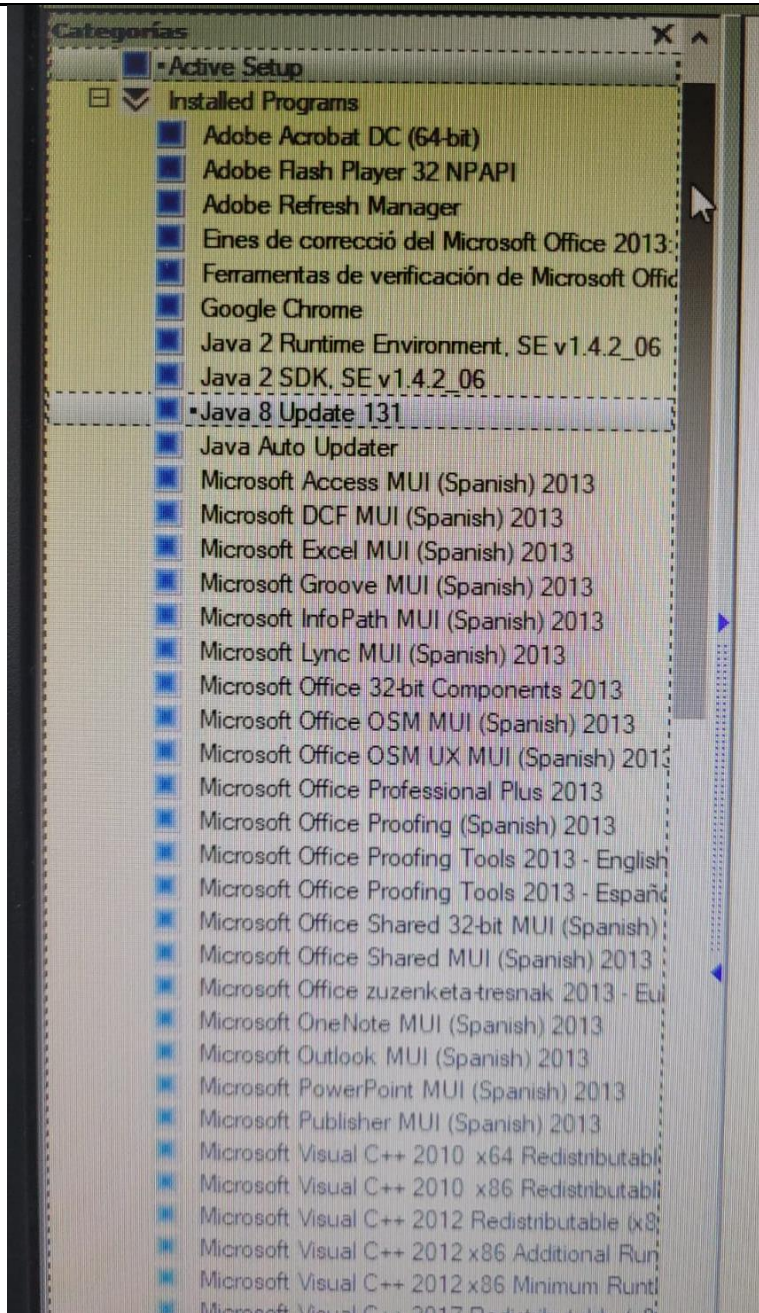 Categorías
Active Setup
Installed Programs
Adobe Acrobat DC (64-bit)
Adobe Flash Player 32 NPAPI
Adobe Refresh Manager
Eines de correcció del Microsoft Office 2013:
Ferramentas de verificación de Microsoft Offic
Google Chrome
Java 2 Runtime Environment, SE v1.4.2_06
Java 2 SDK, SE v1.4.2_06
Java 8 Update 131
Java Auto Updater
Microsoft Access MUI (Spanish) 2013
Microsoft DCF MUI (Spanish) 2013
Microsoft Excel MUI (Spanish) 2013
Microsoft Groove MUI (Spanish) 2013
Microsoft InfoPath MUI (Spanish) 2013
Microsoft Lync MUI (Spanish) 2013
Microsoft Office 32-bit Components 2013
Microsoft Office OSM MUI (Spanish) 2013
Microsoft Office OSM UX MUI (Spanish) 2013
Microsoft Office Professional Plus 2013
Microsoft Office Proofing (Spanish) 2013
Microsoft Office Proofing Tools 2013 - English
Microsoft Office Proofing Tools 2013 - Españo
Microsoft Office Shared 32-bit MUI (Spanish)
Microsoft Office Shared MUI (Spanish) 2013
Microsoft Office zuzenketa-tresnak 2013 - Eu
Microsoft OneNote MUI (Spanish) 2013
Microsoft Outlook MUI (Spanish) 2013
Microsoft PowerPoint MUI (Spanish) 2013
Microsoft Publisher MUI (Spanish) 2013
Microsoft Visual C++ 2010 x64 Redistributabl
Microsoft Visual C++ 2010 x86 Redistributabl
Microsoft Visual C++ 2012 Redistributable (x8
Microsoft Visual C++ 2012 x86 Additional Run
Microsoft Visual C++ 2012 x86 Minimum Runt
Microsoft Visual C++ 2017